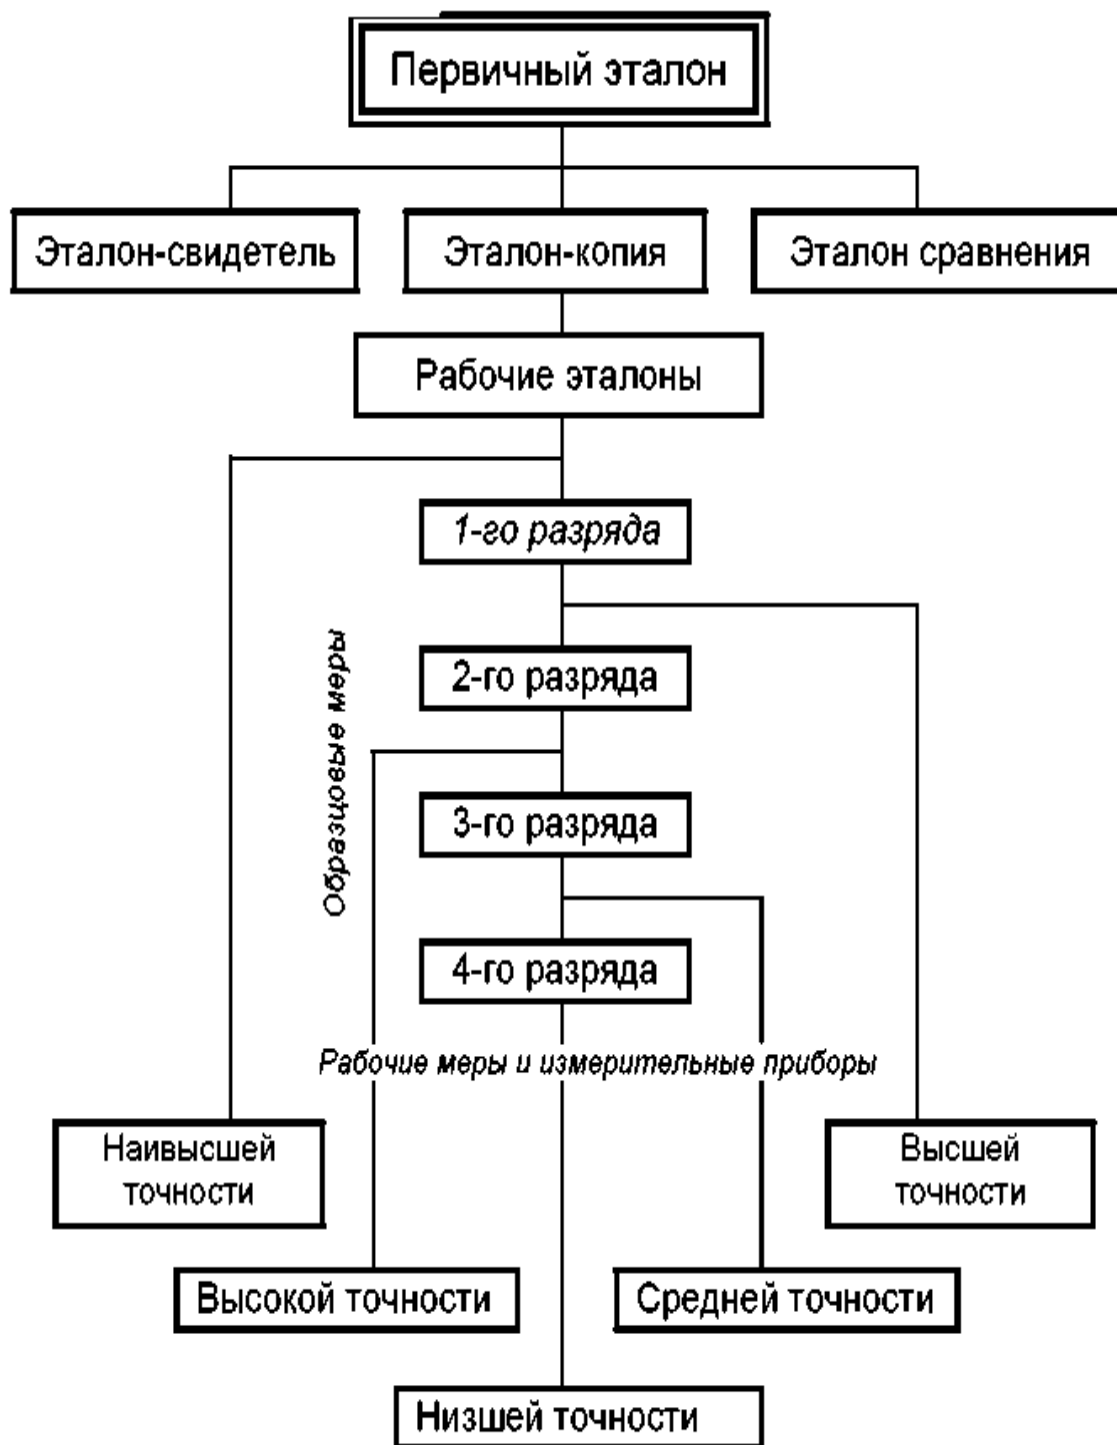 Первичный эталон
Эталон-свидетель
Эталон-копия
Эталон сравнения
Рабочие эталоны
1-го разряда
Образцовые меры
2-го разряда
3-го разряда
4-го разряда
Рабочие меры и измерительные приборы
Наивысшей
точности
Высшей
точности
Высокой точности
Средней точности
Низшей точности